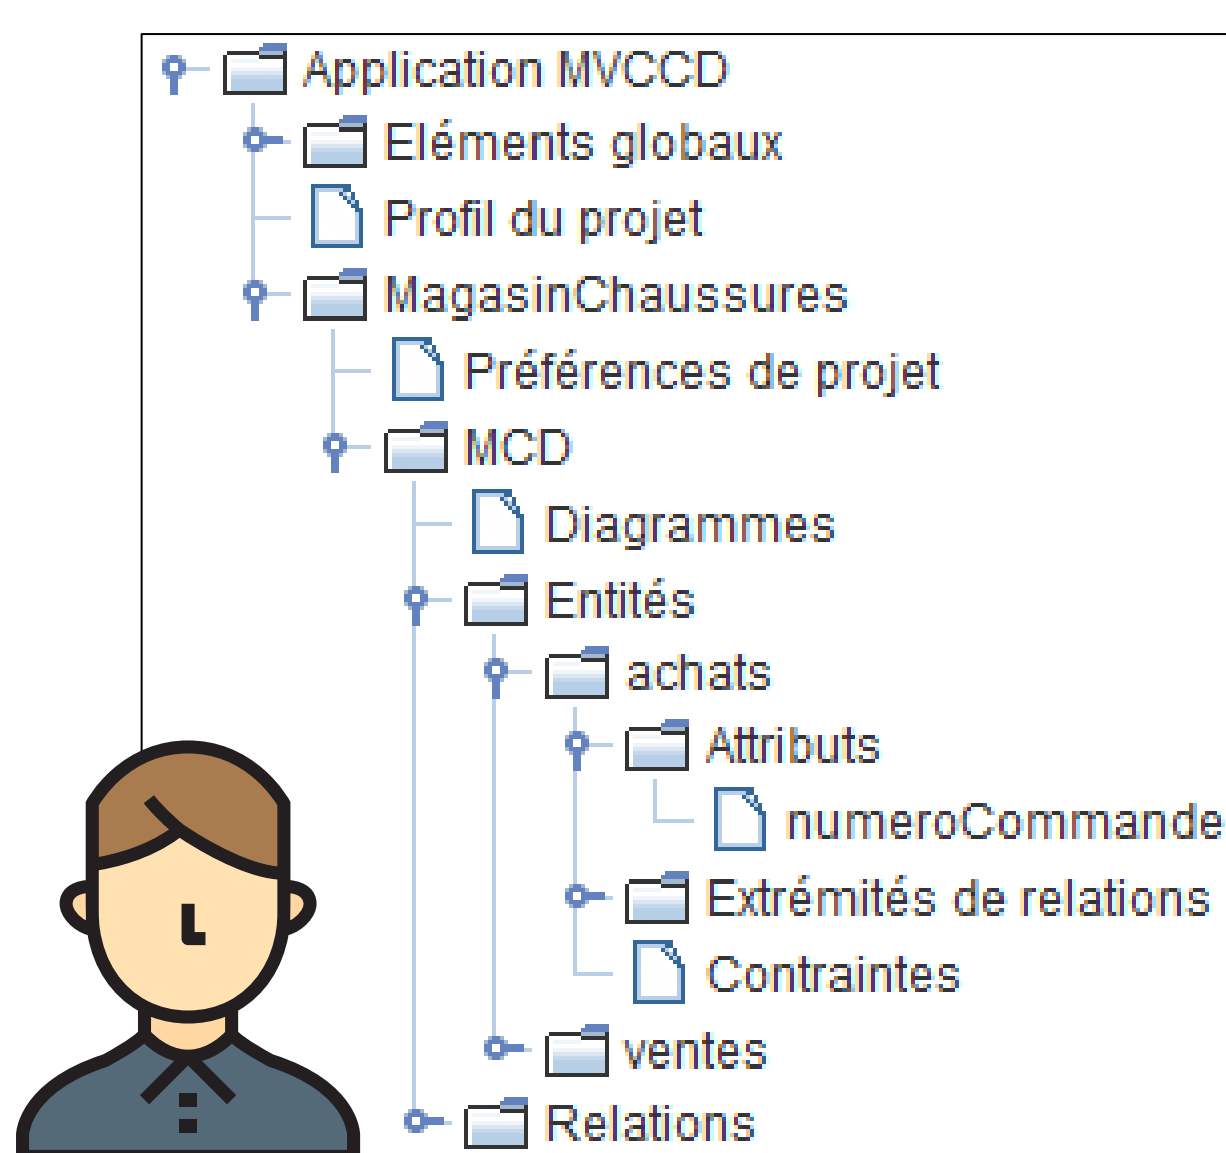 Application MVCCD
Eléments globaux
Profil du projet
MagasinChaussures
Préférences de projet
MCD
Diagrammes
Entités
achats
Attributs
numeroCommande
Extrémités de relations
Contraintes
ventes
Relations